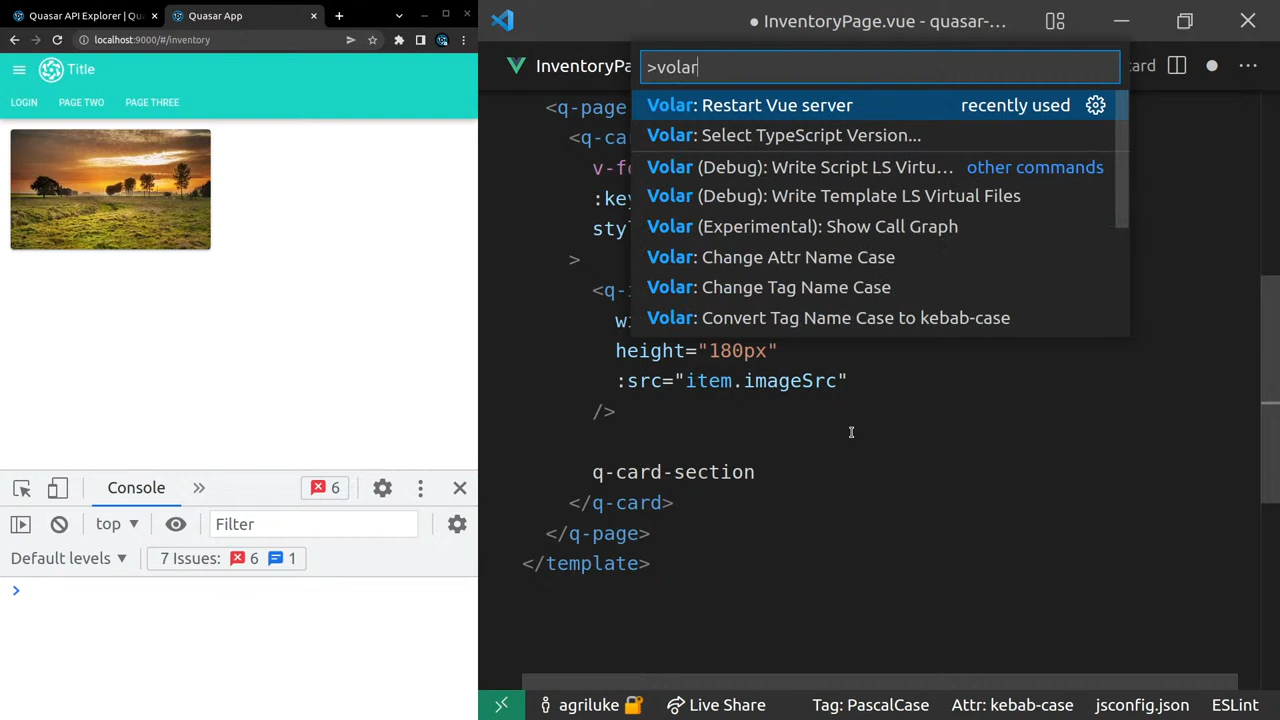 Quasar API Explorer | Qua
Quasar App
localhost:9000/#/inventory
Title
LOGIN
PAGE TWO
PAGE THREE
Console
6
top
Filter
Default levels
7 Issues: 6 1
InventoryPage.vue - quasar-...
InventoryPa
ard
>volar
Volar: Restart Vue server recently used
Volar: Select TypeScript Version...
Volar (Debug): Write Script LS Virtu... other commands
Volar (Debug): Write Template LS Virtual Files
Volar (Experimental): Show Call Graph
Volar: Change Attr Name Case
Volar: Change Tag Name Case
Volar: Convert Tag Name Case to kebab-case
<q-page
<q-ca
v-fo
:key
sty
>
<q-i
wi
height="180px"
:src="item.imageSrc"
/>
q-card-section
</q-card>
</q-page>
</template>
agriluke
Live Share
Tag: PascalCase
Attr: kebab-case
jsconfig.json
ESLint